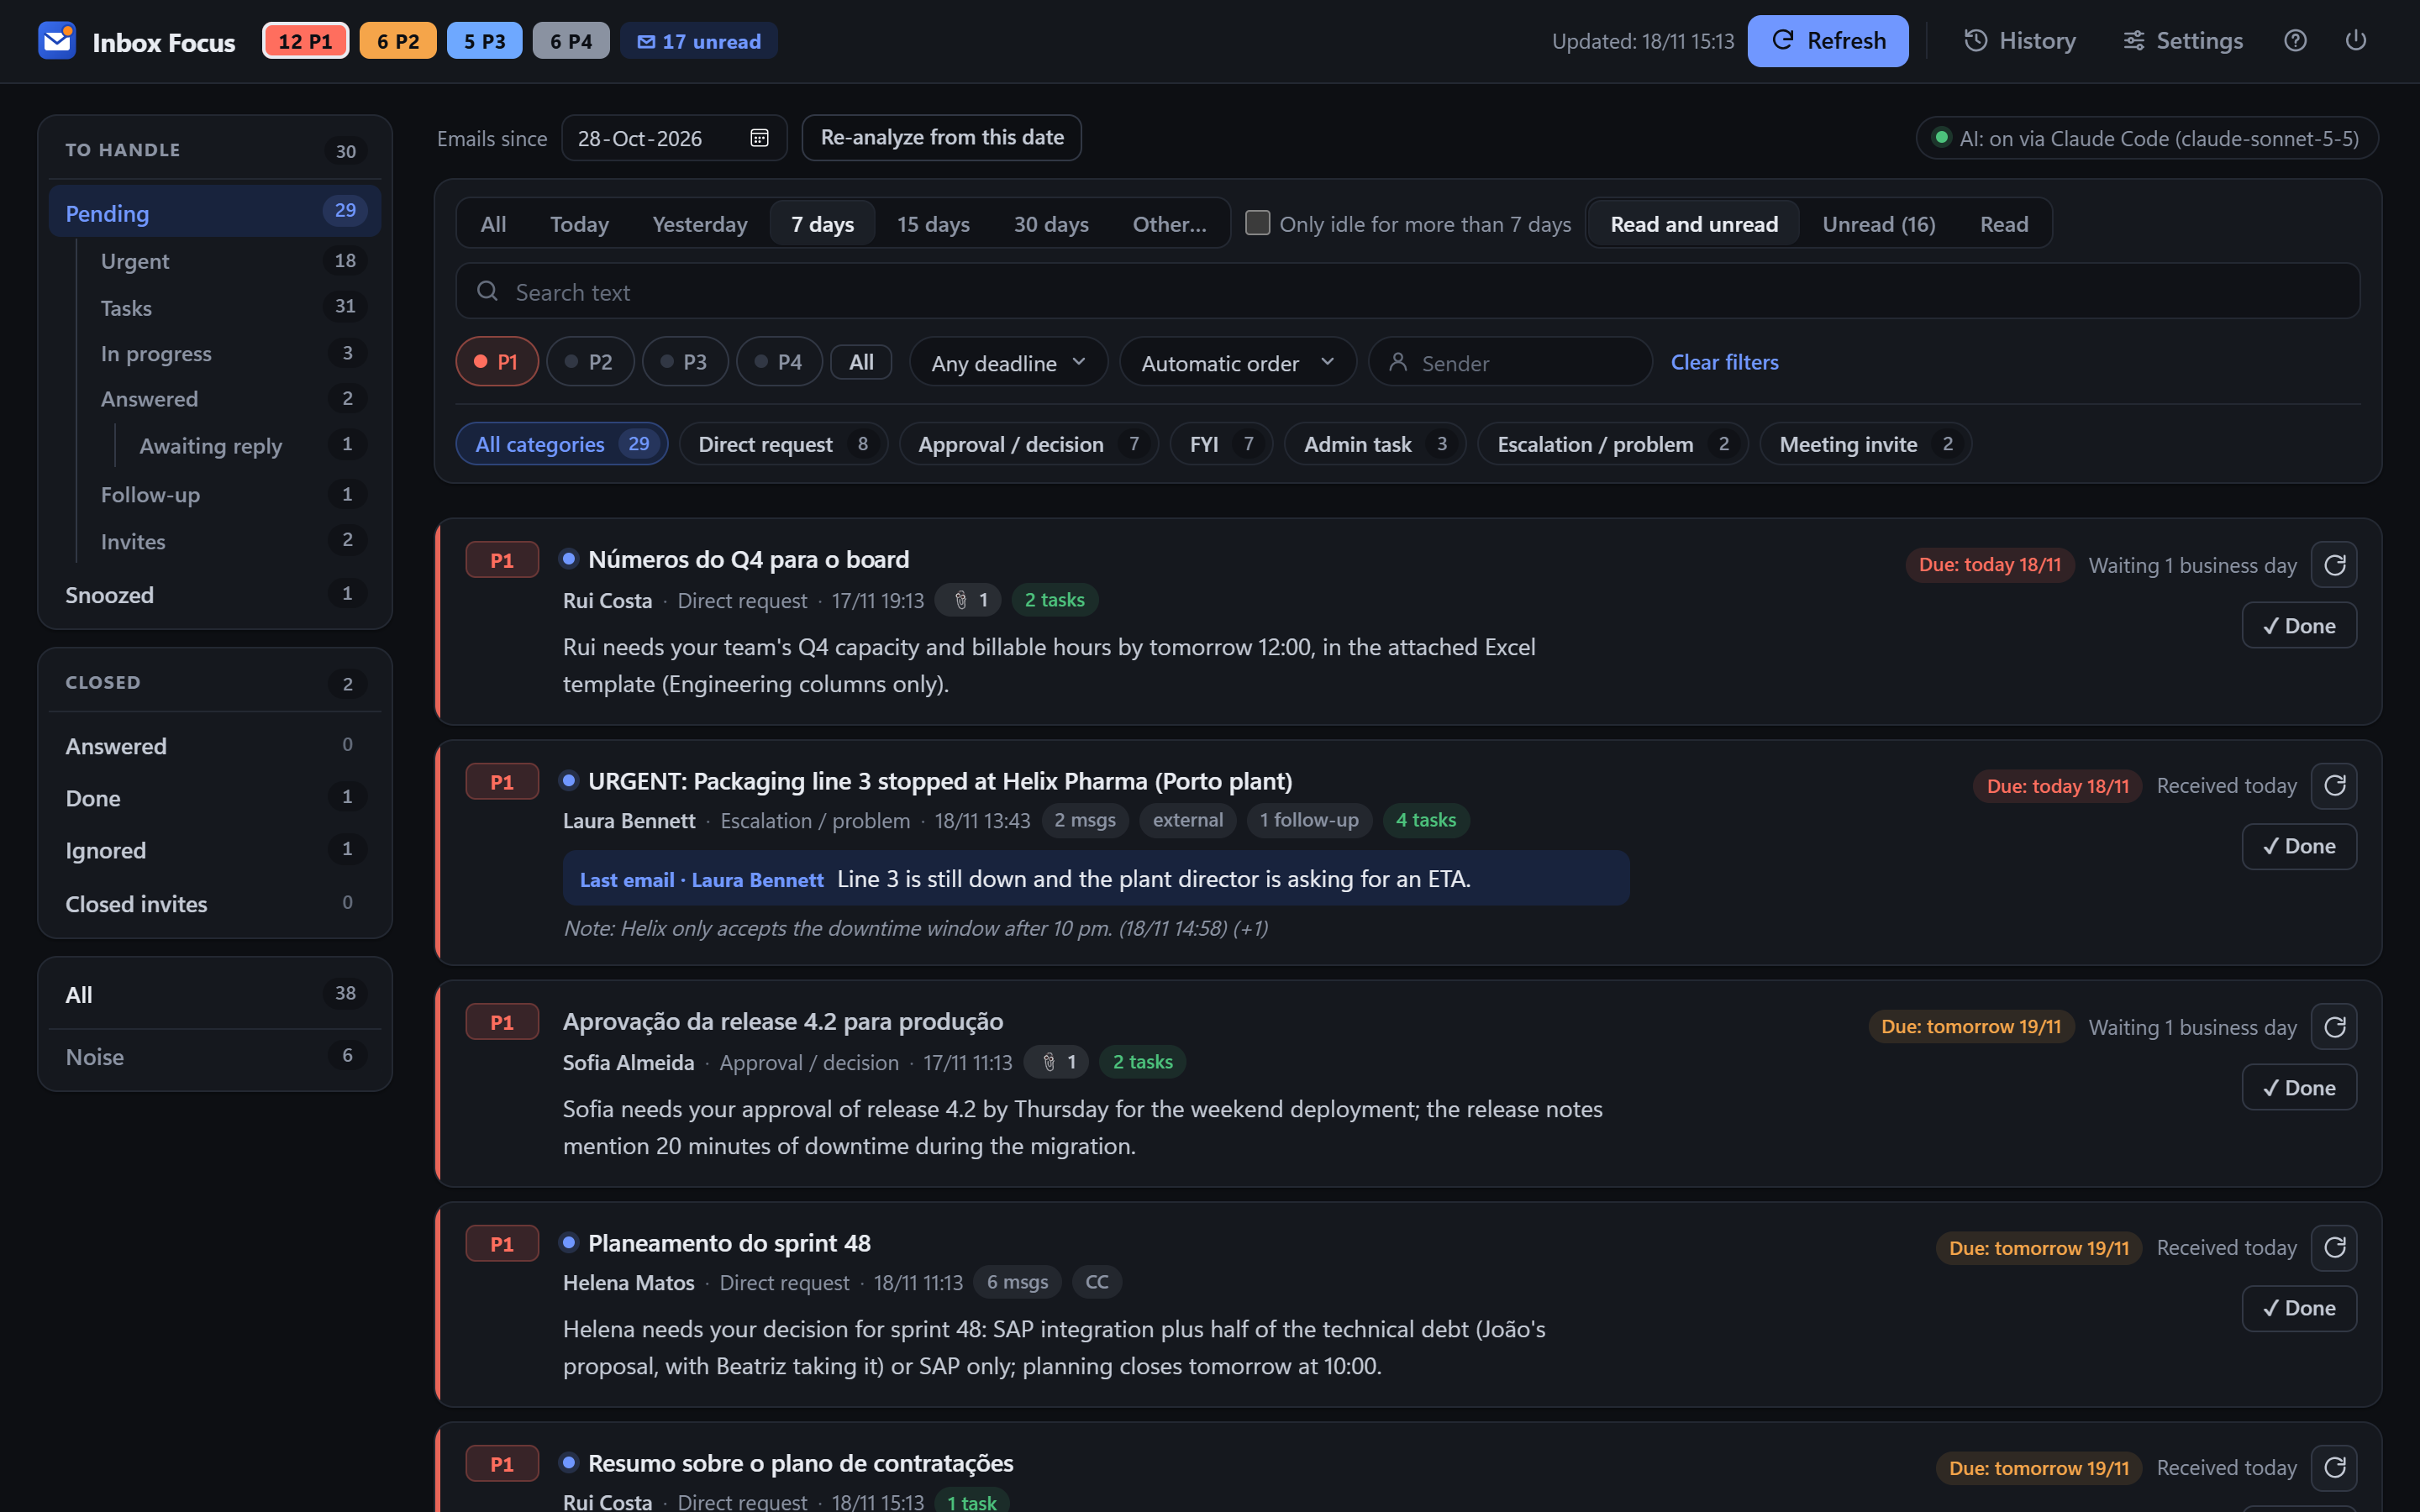 Inbox Focus
12 P1
6 P2
5 P3
6 P4
17 unread
Updated: 18/11 15:13
Refresh
History
Settings
TO HANDLE 30
Pending 29
Urgent 18
Tasks 31
In progress 3
Answered 2
Awaiting reply 1
Follow-up 1
Invites 2
Snoozed 1
CLOSED 2
Answered 0
Done 1
Ignored 1
Closed invites 0
All 38
Noise 6
Emails since 28-Oct-2026 Re-analyze from this date
AI: on via Claude Code (claude-sonnet-5-5)
All Today Yesterday 7 days 15 days 30 days Other... Only idle for more than 7 days Read and unread Unread (16) Read
Search text
P1 P2 P3 P4 All Any deadline Automatic order Sender Clear filters
All categories 29 Direct request 8 Approval / decision 7 FYI 7 Admin task 3 Escalation / problem 2 Meeting invite 2
P1 Números do Q4 para o board Due: today 18/11 Waiting 1 business day
Rui Costa · Direct request · 17/11 19:13 1 2 tasks
✓ Done
Rui needs your team's Q4 capacity and billable hours by tomorrow 12:00, in the attached Excel
template (Engineering columns only).
P1 URGENT: Packaging line 3 stopped at Helix Pharma (Porto plant) Due: today 18/11 Received today
Laura Bennett · Escalation / problem · 18/11 13:43 2 msgs external 1 follow-up 4 tasks
✓ Done
Last email · Laura Bennett Line 3 is still down and the plant director is asking for an ETA.
Note: Helix only accepts the downtime window after 10 pm. (18/11 14:58) (+1)
P1 Aprovação da release 4.2 para produção Due: tomorrow 19/11 Waiting 1 business day
Sofia Almeida · Approval / decision · 17/11 11:13 1 2 tasks
✓ Done
Sofia needs your approval of release 4.2 by Thursday for the weekend deployment; the release notes
mention 20 minutes of downtime during the migration.
P1 Planeamento do sprint 48 Due: tomorrow 19/11 Received today
Helena Matos · Direct request · 18/11 11:13 6 msgs CC
✓ Done
Helena needs your decision for sprint 48: SAP integration plus half of the technical debt (João's
proposal, with Beatriz taking it) or SAP only; planning closes tomorrow at 10:00.
P1 Resumo sobre o plano de contratações Due: tomorrow 19/11 Received today
Rui Costa · Direct request · 18/11 15:13 1 task